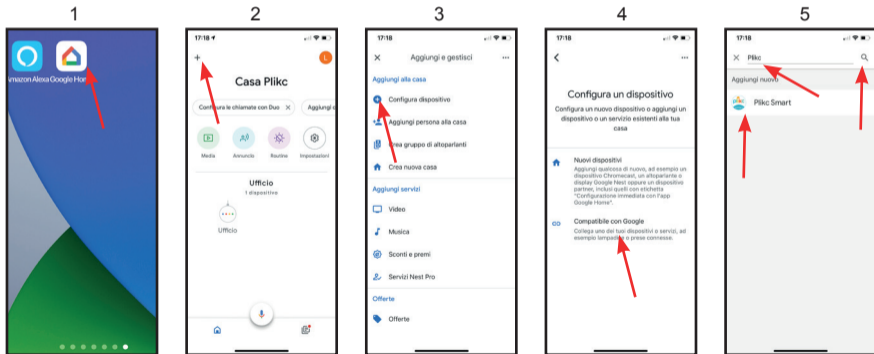 1
2
3
4
5
Amazon Alexa Google Home
17:18
+
L
Casa Plikc
Configura le chiamate con Duo ×
Aggiungi
Media
Annuncio
Routine
Impostazioni
Ufficio
1 dispositivo
Ufficio
17:18
× Aggiungi e gestisci ...
Aggiungi alla casa
Configura dispositivo
Aggiungi persona alla casa
Crea gruppo di altoparlanti
Crea nuova casa
Aggiungi servizi
Video
Musica
Sconti e premi
Servizi Nest Pro
Offerte
Offerte
17:18
...
Configura un dispositivo
Configura un nuovo dispositivo o aggiungi un
dispositivo o un servizio esistenti alla tua
casa
Nuovi dispositivi
Aggiungi qualcosa di nuovo, ad esempio un
dispositivo Chromecast, un altoparlante o
display Google Nest oppure un dispositivo
partner, inclusi quelli con etichetta
"Configurazione immediata con l'app
Google Home".
Compatibile con Google
Collega uno dei tuoi dispositivi o servizi, ad
esempio lampadine o prese connesse.
17:18
× Plikc
Aggiungi nuovo
Plikc Smart